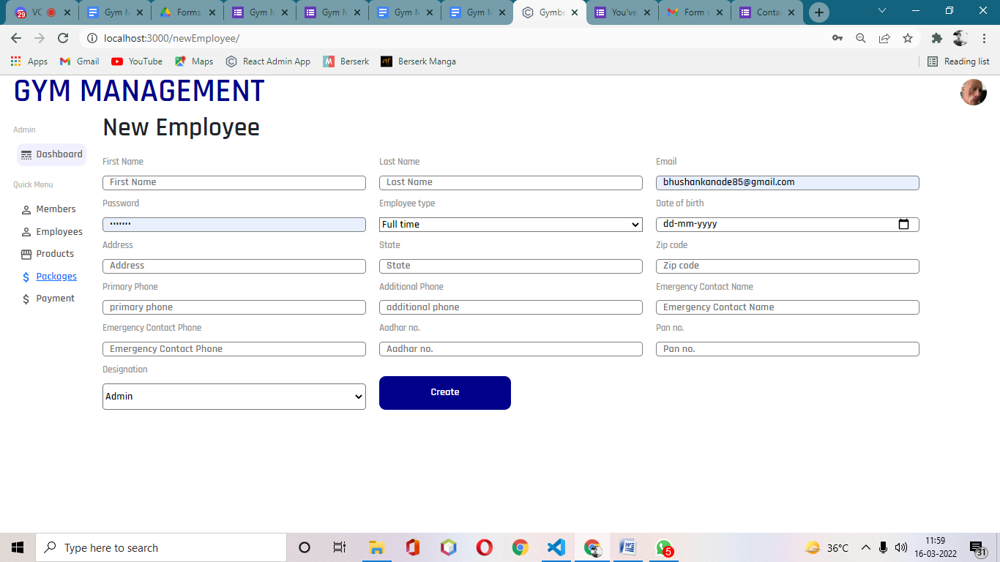 29 VC Gym M Forms Gym M Gym M Gym M Gym M Gymbe You've Form s Conta
localhost:3000/newEmployee/
Apps Gmail YouTube Maps React Admin App M Berserk MF Berserk Manga Reading list
GYM MANAGEMENT
New Employee
Admin
Dashboard
Quick Menu
Members
Employees
Products
Packages
Payment
First Name Last Name Email
First Name Last Name bhushankanade85@gmail.com
Password Employee type Date of birth
••••••• Full time dd-mm-yyyy
Address State Zip code
Address State Zip code
Primary Phone Additional Phone Emergency Contact Name
primary phone additional phone Emergency Contact Name
Emergency Contact Phone Aadhar no. Pan no.
Emergency Contact Phone Aadhar no. Pan no.
Designation
Admin Create
Type here to search 5 36°C 11:59
16-03-2022 31